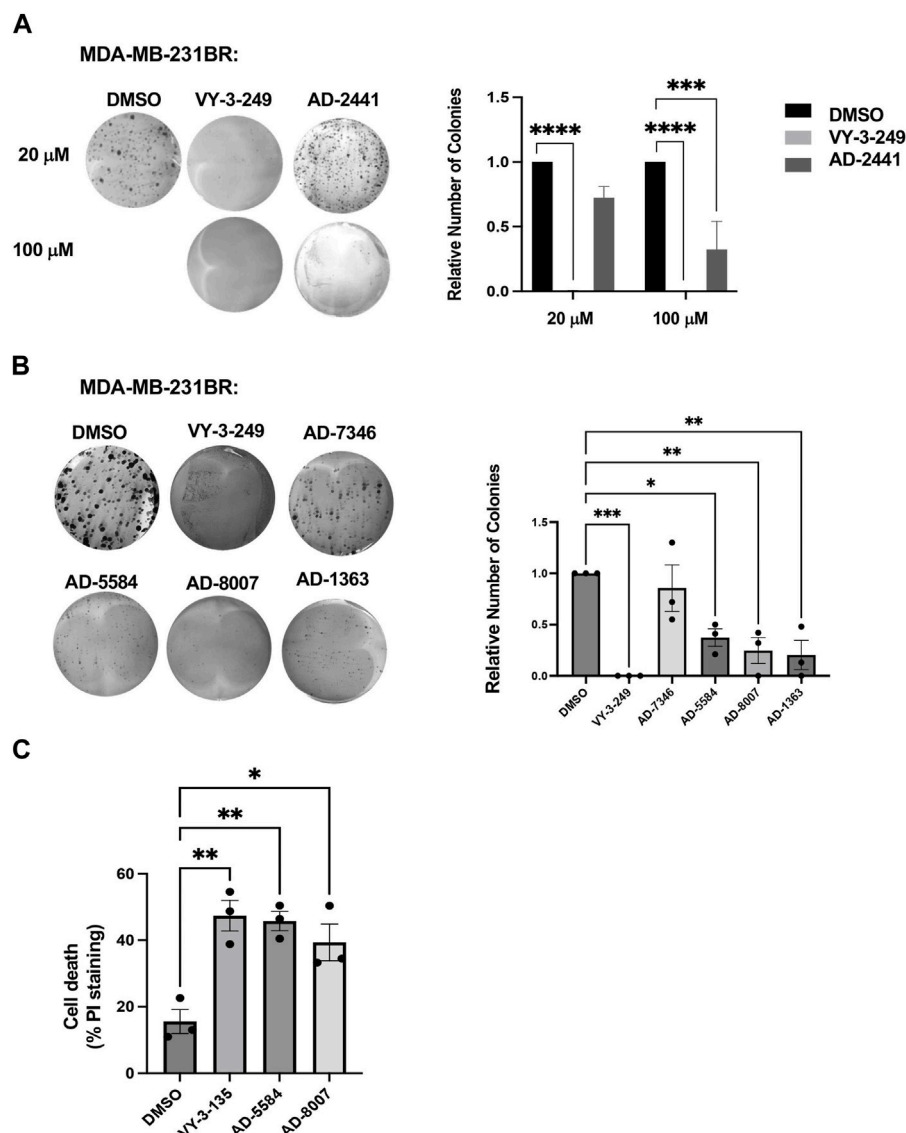 A
MDA-MB-231BR:
DMSO VY-3-249 AD-2441
20 μM
100 μM
Relative Number of Colonies
1.5
1.0
0.5
0.0
**** **** ***
20 μM 100 μM
DMSO
VY-3-249
AD-2441
B
MDA-MB-231BR:
DMSO VY-3-249 AD-7346
AD-5584 AD-8007 AD-1363
Relative Number of Colonies
**
**
*
***
1.5
1.0
0.5
0.0
DMSO VY-3-249 AD-7346 AD-5584 AD-8007 AD-1363
C
*
**
**
Cell death
(% PI staining)
60
40
20
0
DMSO VY-3-135 AD-5584 AD-8007